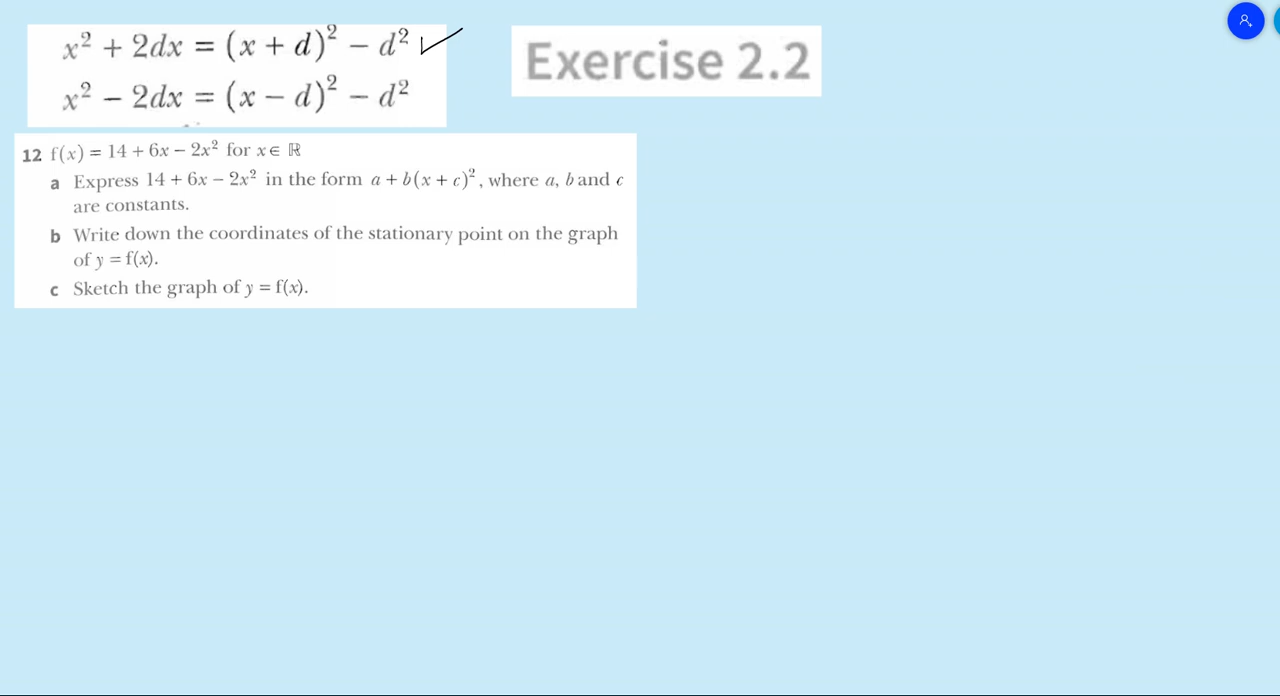 x² + 2dx = (x + d)² − d² ✓
x² − 2dx = (x − d)² − d²
Exercise 2.2
12 f(x) = 14 + 6x − 2x² for x ∈ ℝ
a Express 14 + 6x − 2x² in the form a + b(x + c)², where a, b and c
are constants.
b Write down the coordinates of the stationary point on the graph
of y = f(x).
c Sketch the graph of y = f(x).